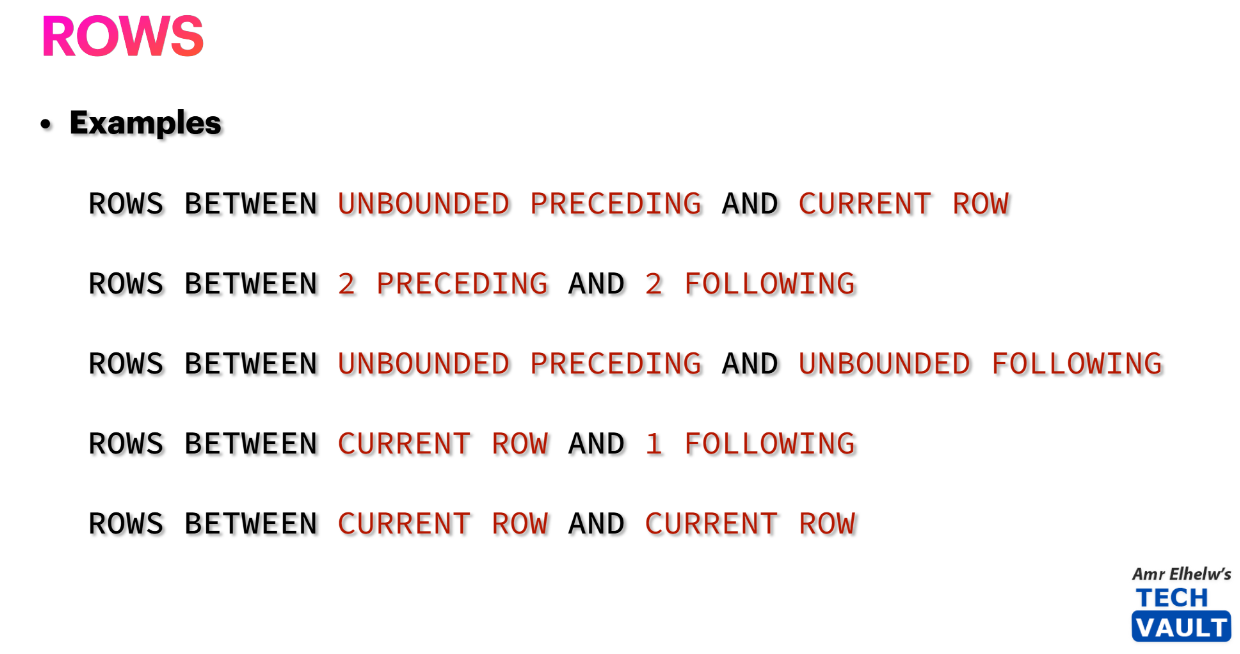 ROWS
• Examples
ROWS BETWEEN UNBOUNDED PRECEDING AND CURRENT ROW
ROWS BETWEEN 2 PRECEDING AND 2 FOLLOWING
ROWS BETWEEN UNBOUNDED PRECEDING AND UNBOUNDED FOLLOWING
ROWS BETWEEN CURRENT ROW AND 1 FOLLOWING
ROWS BETWEEN CURRENT ROW AND CURRENT ROW
Amr Elhelw's
TECH
VAULT